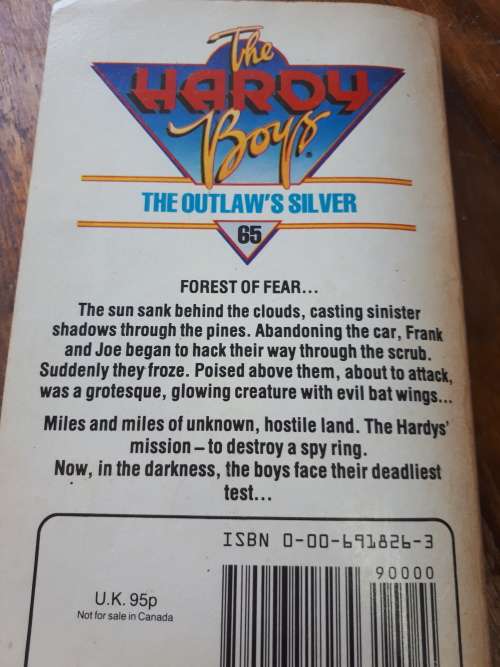 The
HARDY
Boys
THE OUTLAW'S SILVER
65
FOREST OF FEAR...
The sun sank behind the clouds, casting sinister
shadows through the pines. Abandoning the car, Frank
and Joe began to hack their way through the scrub.
Suddenly they froze. Poised above them, about to attack,
was a grotesque, glowing creature with evil bat wings...
Miles and miles of unknown, hostile land. The Hardys'
mission – to destroy a spy ring.
Now, in the darkness, the boys face their deadliest
test...
ISBN 0-00-691826-3
90000
U.K. 95p
Not for sale in Canada